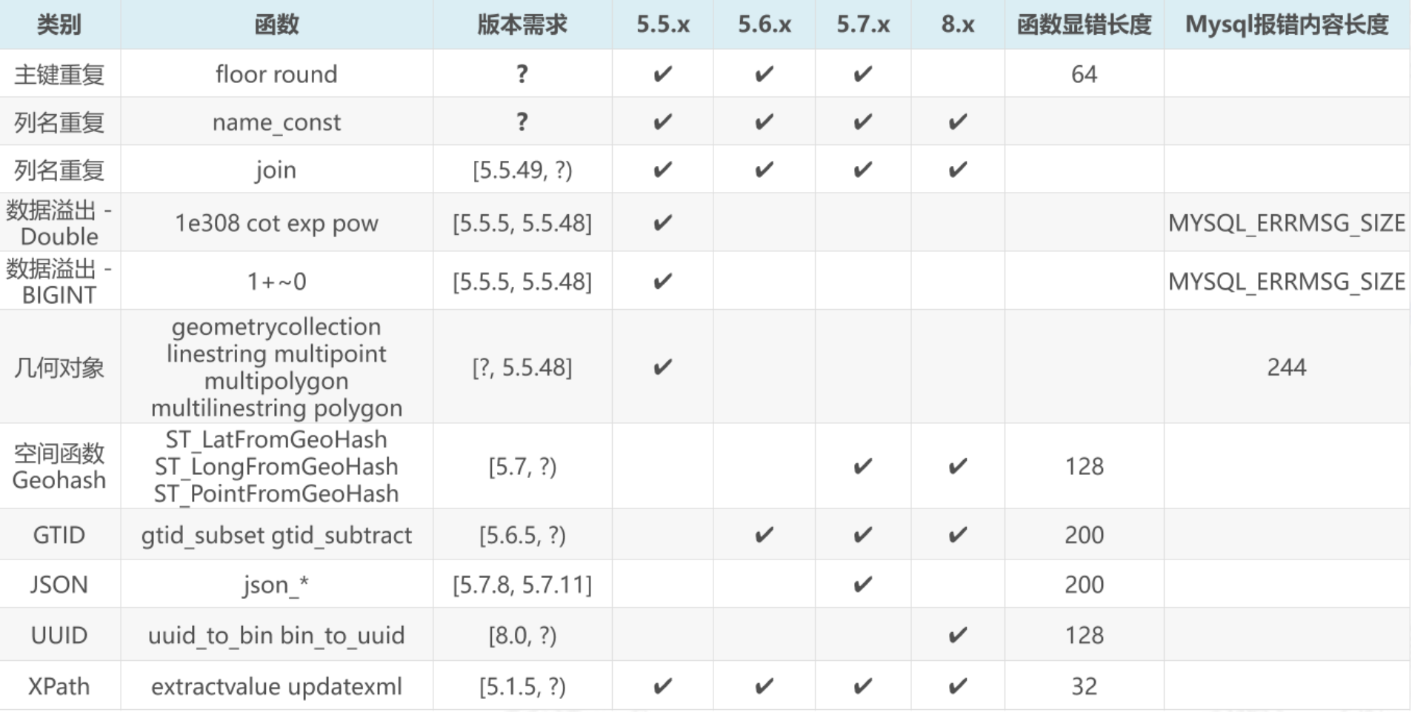 类别 函数 版本需求 5.5.x 5.6.x 5.7.x 8.x 函数显错长度 Mysql报错内容长度
主键重复 floor round ? ✔ ✔ ✔ 64
列名重复 name_const ? ✔ ✔ ✔ ✔
列名重复 join [5.5.49, ?) ✔ ✔ ✔ ✔
数据溢出 -
Double 1e308 cot exp pow [5.5.5, 5.5.48] ✔ MYSQL_ERRMSG_SIZE
数据溢出 -
BIGINT 1+~0 [5.5.5, 5.5.48] ✔ MYSQL_ERRMSG_SIZE
几何对象 geometrycollection
linestring multipoint
multipolygon
multilinestring polygon [?, 5.5.48] ✔ 244
空间函数
Geohash ST_LatFromGeoHash
ST_LongFromGeoHash
ST_PointFromGeoHash [5.7, ?) ✔ ✔ 128
GTID gtid_subset gtid_subtract [5.6.5, ?) ✔ ✔ ✔ 200
JSON json_* [5.7.8, 5.7.11] ✔ 200
UUID uuid_to_bin bin_to_uuid [8.0, ?) ✔ 128
XPath extractvalue updatexml [5.1.5, ?) ✔ ✔ ✔ ✔ 32